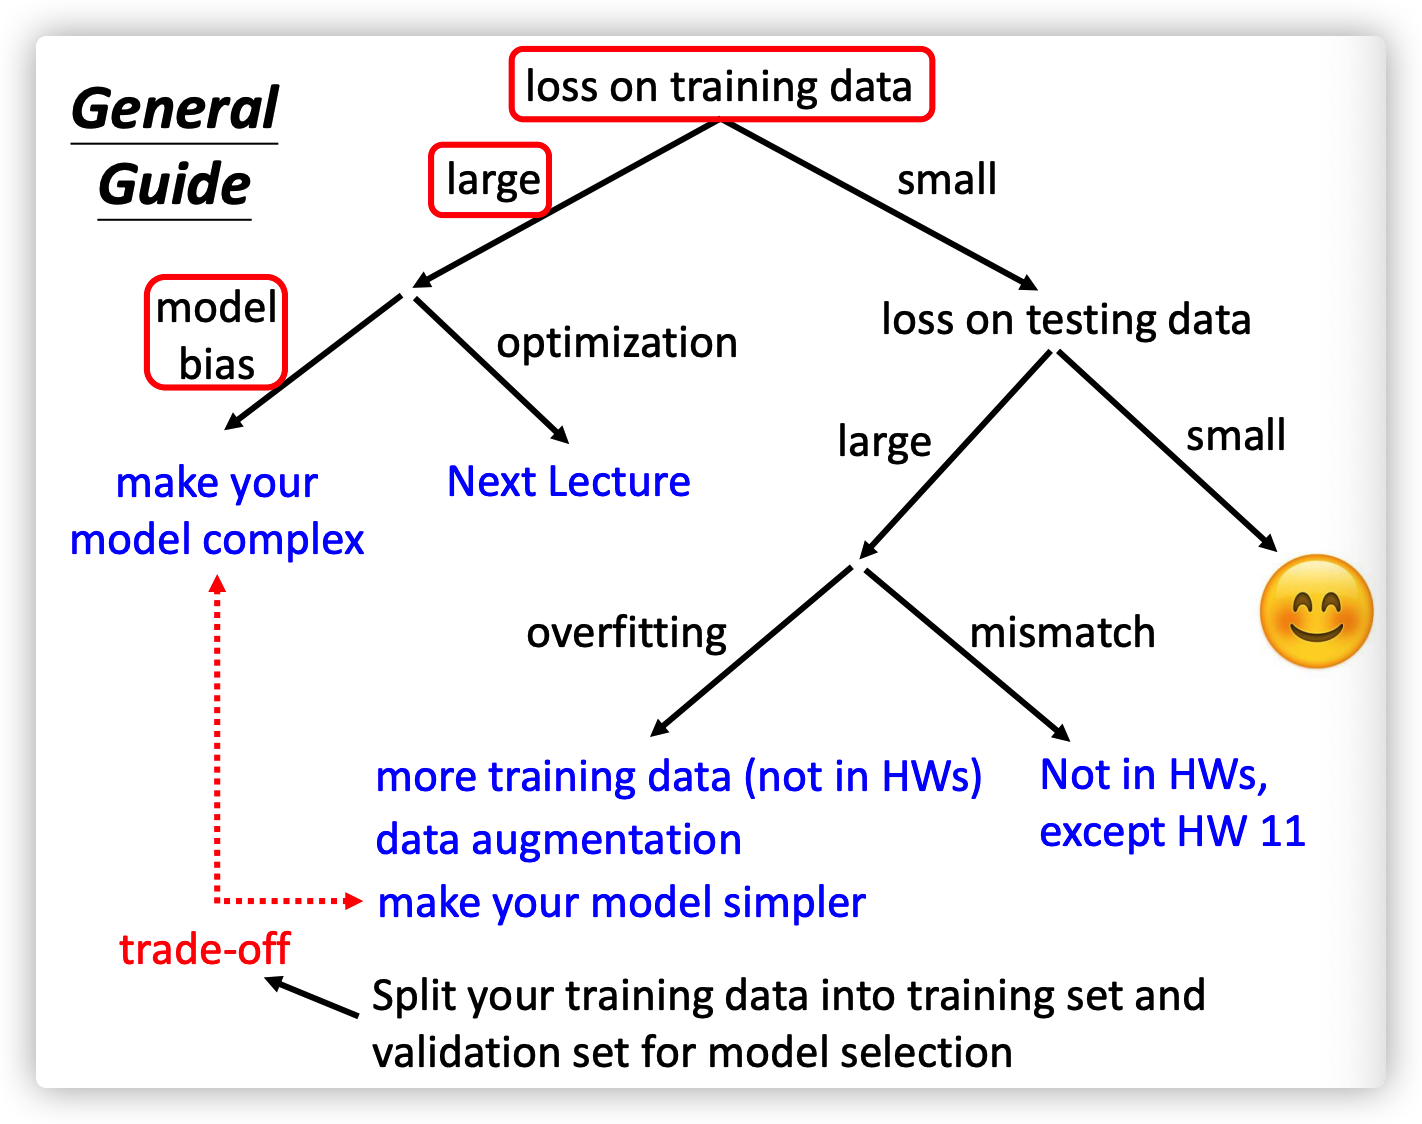 General
Guide
loss on training data
large
small
model
bias
optimization
loss on testing data
make your
model complex
Next Lecture
large
small
overfitting
mismatch
more training data (not in HWs)
data augmentation
make your model simpler
Not in HWs,
except HW 11
trade-off
Split your training data into training set and
validation set for model selection